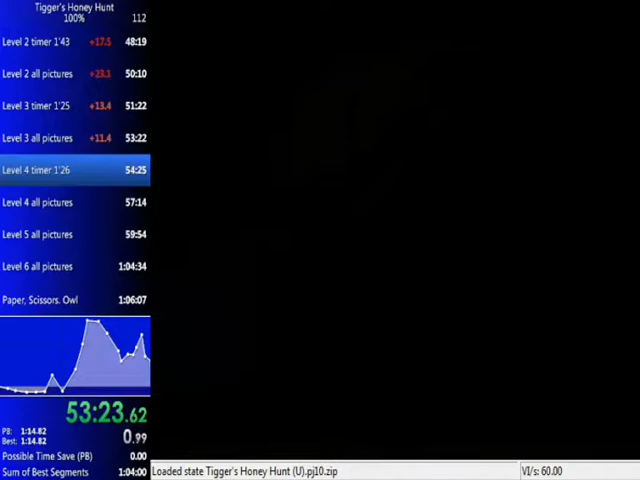 Tigger's Honey Hunt
100% 112
Level 2 timer 1'43 +17.5 48:19
Level 2 all pictures +23.1 50:10
Level 3 timer 1'25 +13.4 51:22
Level 3 all pictures +11.4 53:22
Level 4 timer 1'26 54:25
Level 4 all pictures 57:14
Level 5 all pictures 59:54
Level 6 all pictures 1:04:34
Paper, Scissors. Owl 1:06:07
53:23.62
PB: 1:14.82 0.99
Best: 1:14.82
Possible Time Save (PB) 0.00
Sum of Best Segments 1:04:00
Loaded state Tigger's Honey Hunt (U).pj10.zip VI/s: 60.00